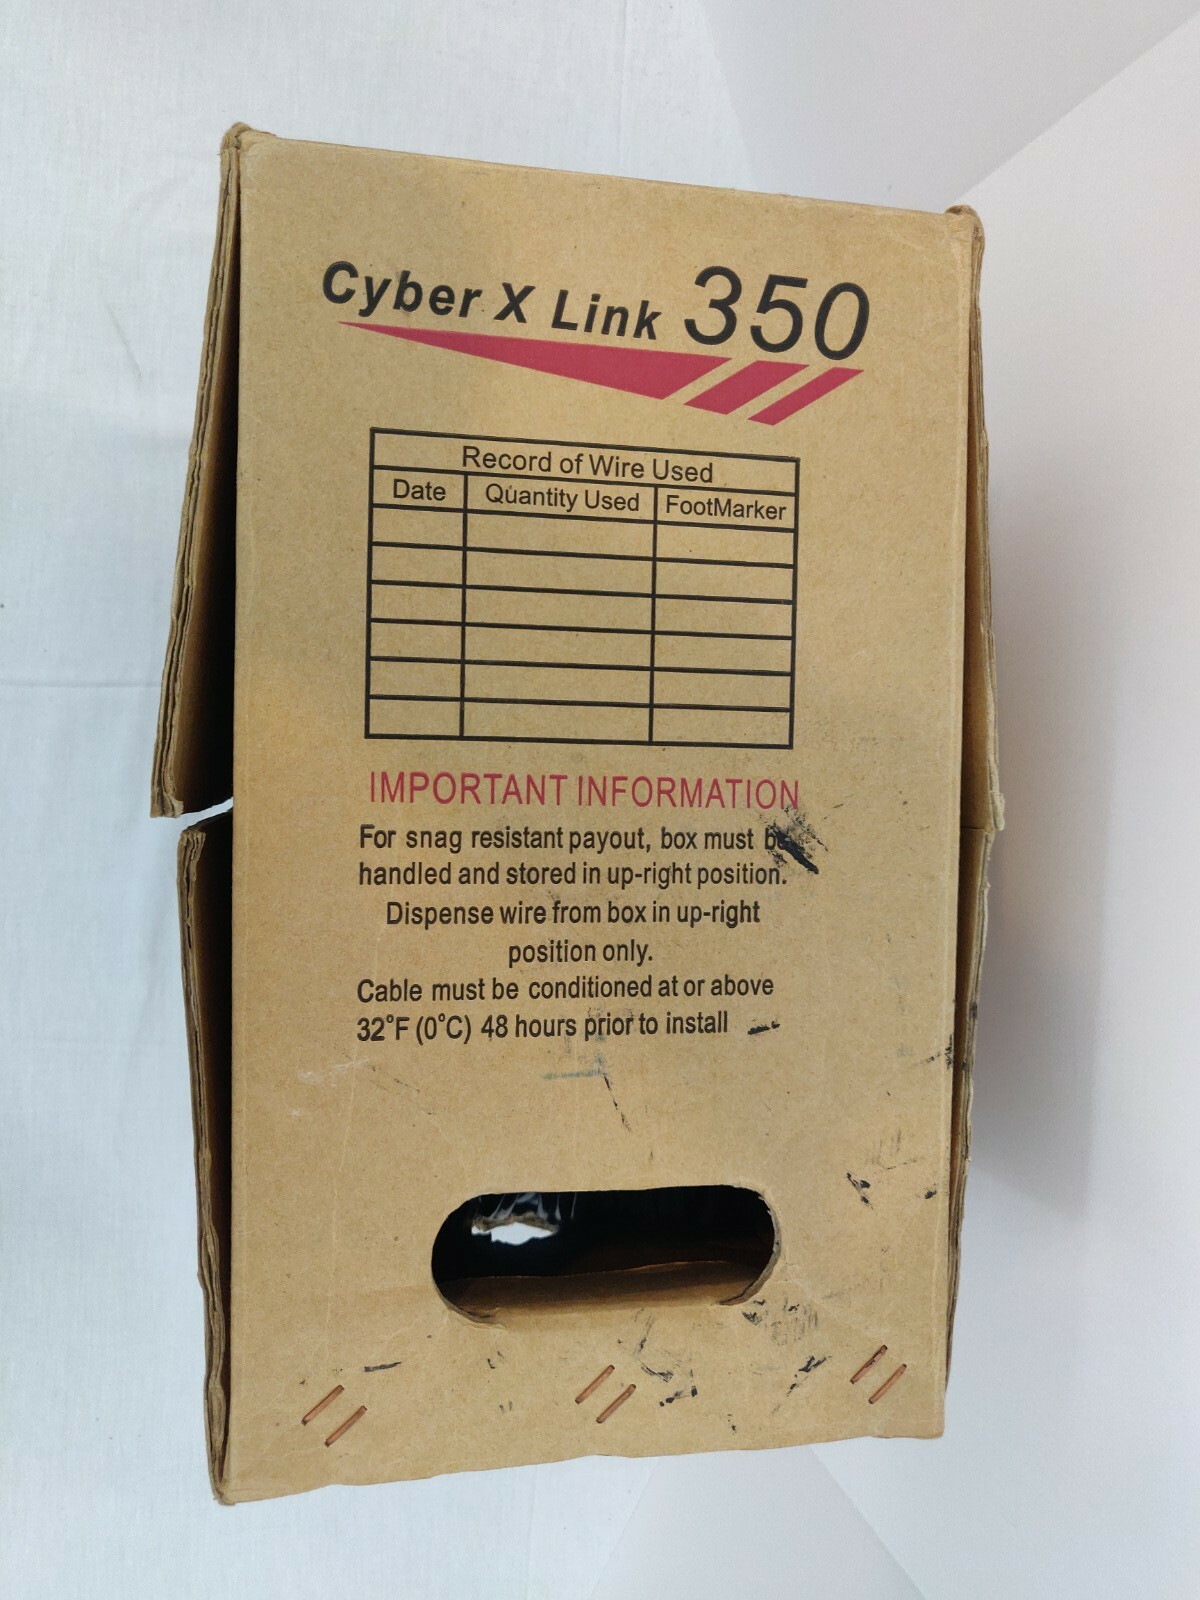 Cyber X Link 350
Record of Wire Used
Date Quantity Used FootMarker
IMPORTANT INFORMATION
For snag resistant payout, box must be
handled and stored in up-right position.
Dispense wire from box in up-right
position only.
Cable must be conditioned at or above
32°F (0°C) 48 hours prior to install